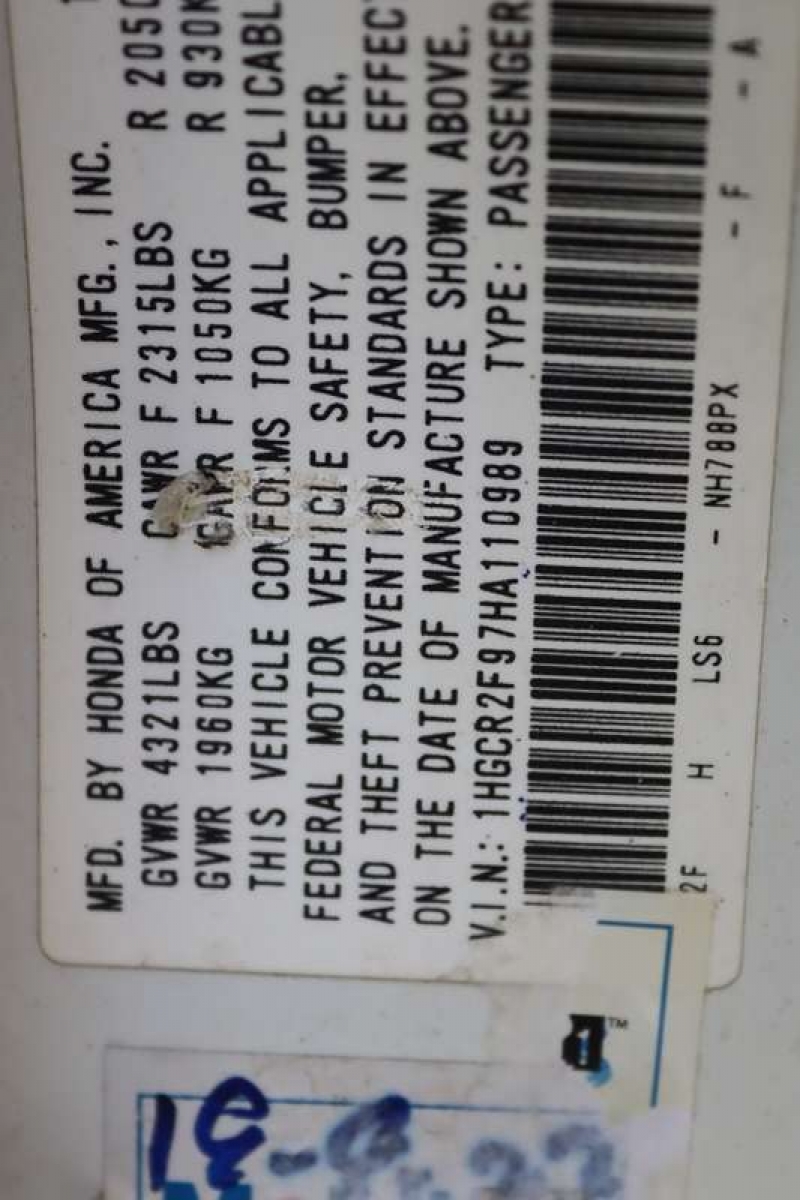 MFD. BY HONDA OF AMERICA MFG., INC.
GVWR 4321LBS GAWR F 2315LBS R 205
GVWR 1960KG GAWR F 1050KG R 930K
THIS VEHICLE CONFORMS TO ALL APPLICABL
FEDERAL MOTOR VEHICLE SAFETY, BUMPER,
AND THEFT PREVENTION STANDARDS IN EFFEC
ON THE DATE OF MANUFACTURE SHOWN ABOVE.
V.I.N.: 1HGCR2F97HA110989 TYPE: PASSENGER
2F H LS6 - NH788PX - F - A
TM